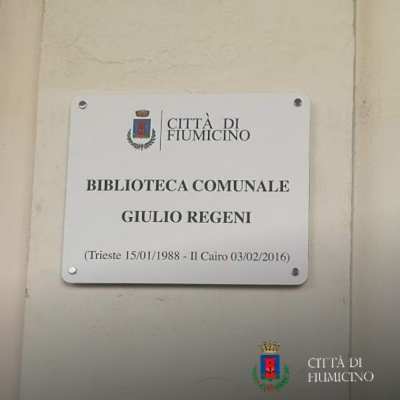 CITTÀ DI
FIUMICINO
BIBLIOTECA COMUNALE
GIULIO REGENI
(Trieste 15/01/1988 - Il Cairo 03/02/2016)
CITTÀ DI
FIUMICINO